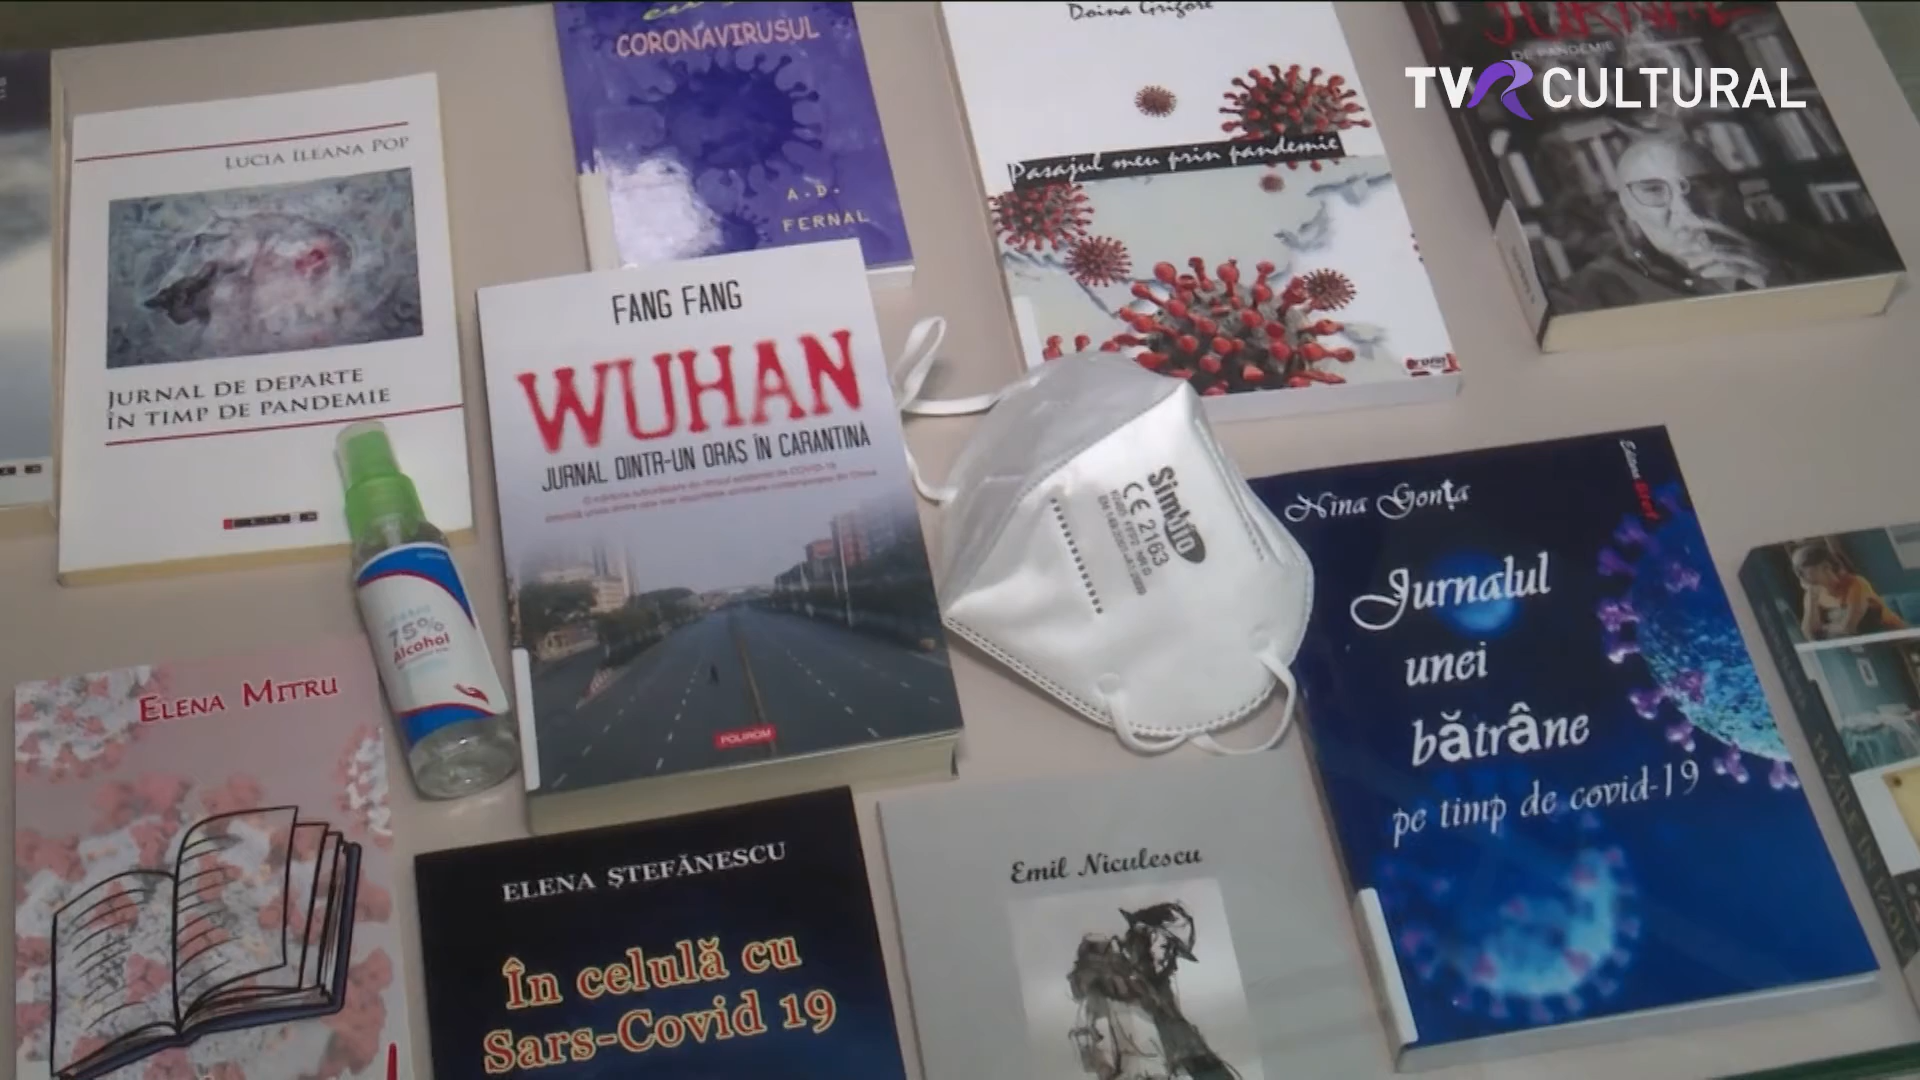 TVR CULTURAL
LUCIA ILEANA POP
JURNAL DE DEPARTE
ÎN TIMP DE PANDEMIE
CORONAVIRUSUL
A.D.
FERNAL
Doina Grigore
Pasajul meu prin pandemie
JURNAL
DE PANDEMIE
FANG FANG
WUHAN
JURNAL DINTR-UN ORAȘ ÎN CARANTINĂ
POLIROM
75%
Alcohol
Simbio
CE 2163
Nina Gonța
Jurnalul
unei
bătrâne
pe timp de covid-19
ELENA MITRU
ELENA ȘTEFĂNESCU
În celulă cu
Sars-Covid 19
Emil Niculescu